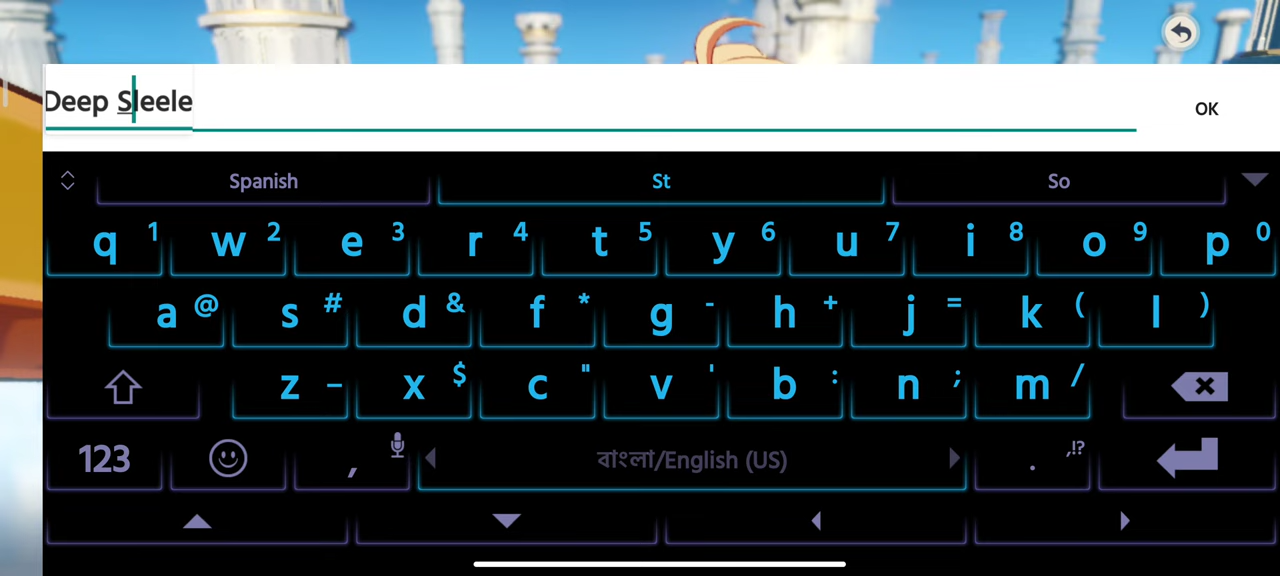 Deep Sleele
OK
Spanish St So
q 1 w 2 e 3 r 4 t 5 y 6 u 7 i 8 o 9 p 0
a @ s # d & f * g - h + j = k ( l )
z – x $ c " v ' b : n ; m /
123 , বাংলা/English (US) . ,!?